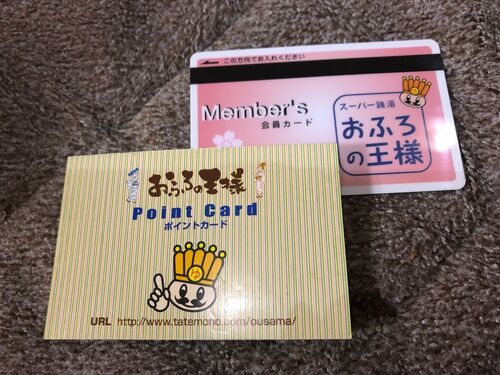 この方向でお入れください
Member's
会員カード
スーパー銭湯
おふろ
の王様
おふろの王様
Point Card
ポイントカード
ゆ
URL http://www.tatemono.com/ousama/